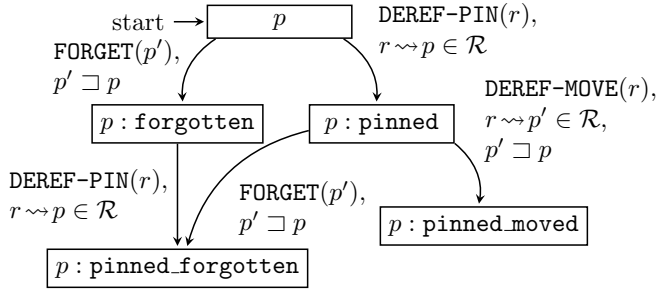 start
p
DEREF-PIN(r),
r ⇝ p ∈ ℛ
FORGET(p′),
p′ ⊐ p
DEREF-MOVE(r),
r ⇝ p′ ∈ ℛ,
p′ ⊐ p
p : forgotten
p : pinned
DEREF-PIN(r),
r ⇝ p ∈ ℛ
FORGET(p′),
p′ ⊐ p
p : pinned_moved
p : pinned_forgotten